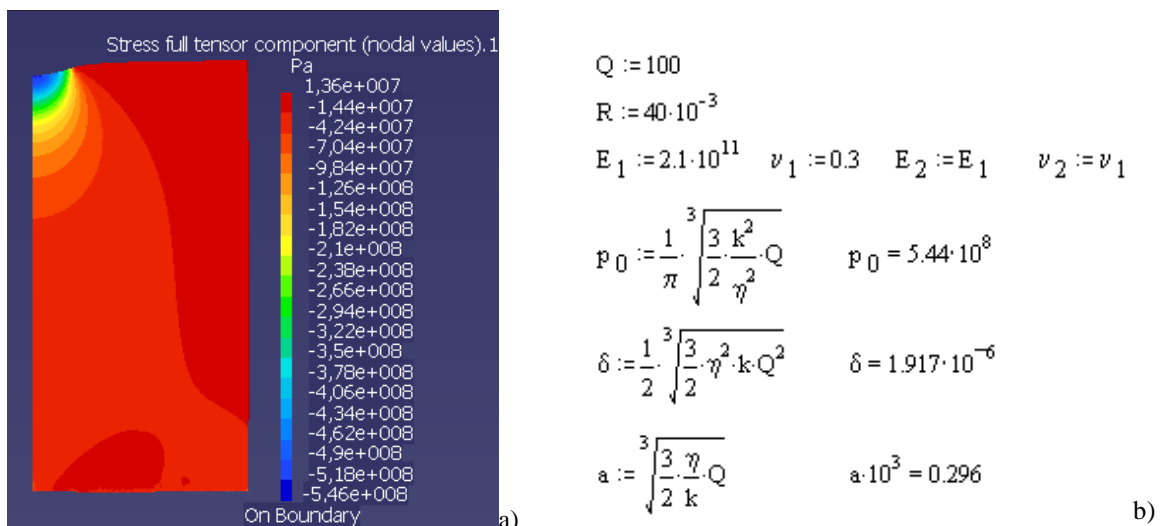 Stress full tensor component (nodal values).1
Pa
1,36e+007
-1,44e+007
-4,24e+007
-7,04e+007
-9,84e+007
-1,26e+008
-1,54e+008
-1,82e+008
-2,1e+008
-2,38e+008
-2,66e+008
-2,94e+008
-3,22e+008
-3,5e+008
-3,78e+008
-4,06e+008
-4,34e+008
-4,62e+008
-4,9e+008
-5,18e+008
-5,46e+008
On Boundary
a)
Q := 100
R := 40·10⁻³
E₁ := 2.1·10¹¹ ν₁ := 0.3 E₂ := E₁ ν₂ := ν₁
p₀ := 1/π · ∛(3/2 · k²/η² · Q) p₀ = 5.44·10⁸
δ := 1/2 · ∛(3/2 · η² · k · Q²) δ = 1.917·10⁻⁶
a := ∛(3/2 · η/k · Q) a·10³ = 0.296
b)